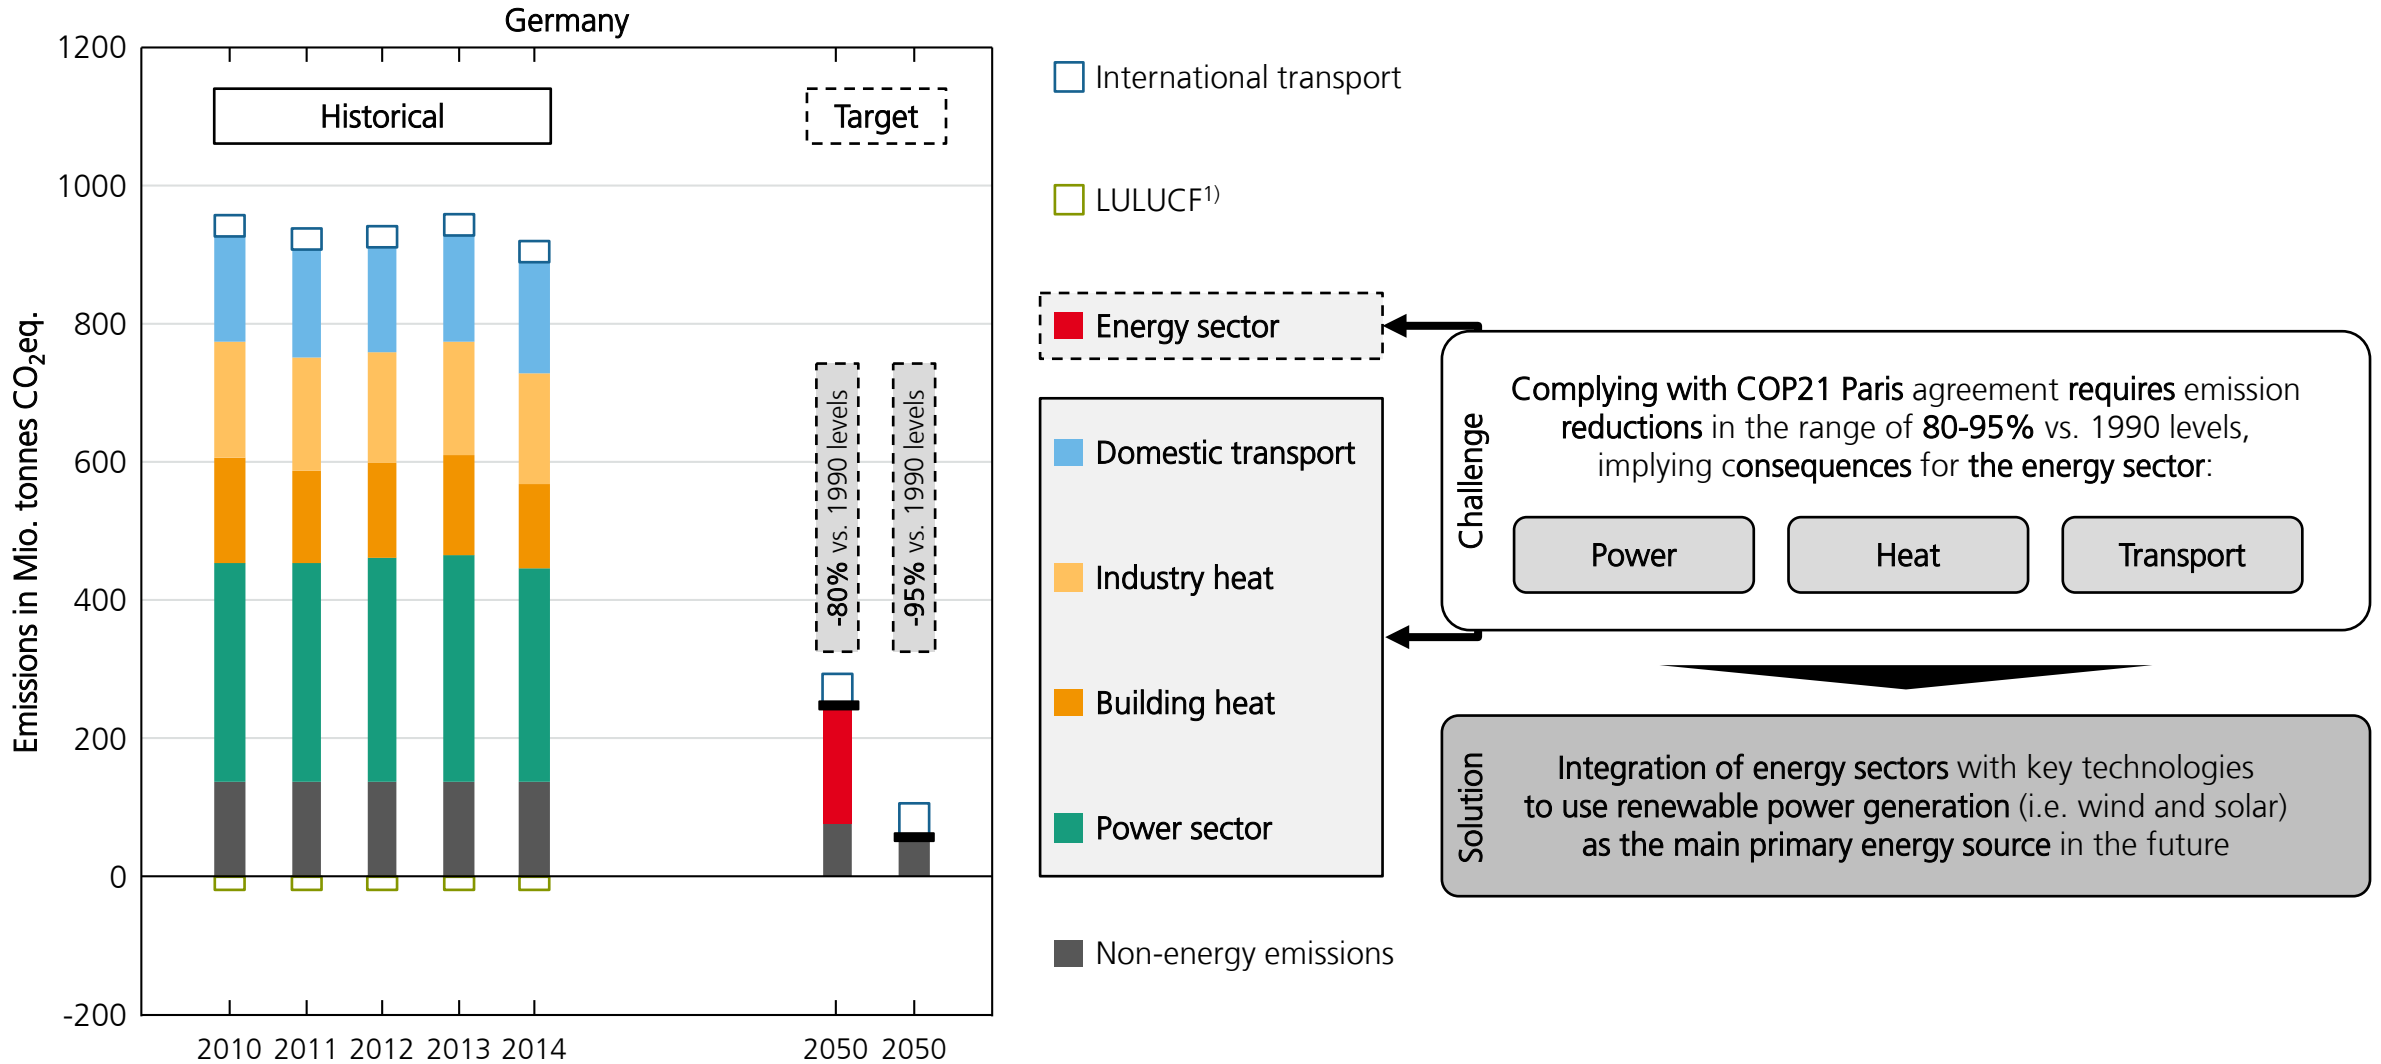 Germany
Emissions in Mio. tonnes CO₂eq.
1200
1000
800
600
400
200
0
-200
Historical
Target
-80% vs. 1990 levels
-95% vs. 1990 levels
2010 2011 2012 2013 2014 2050 2050
International transport
LULUCF¹⁾
Energy sector
Domestic transport
Industry heat
Building heat
Power sector
Non-energy emissions
Challenge
Complying with COP21 Paris agreement requires emission
reductions in the range of 80-95% vs. 1990 levels,
implying consequences for the energy sector:
Power
Heat
Transport
Solution
Integration of energy sectors with key technologies
to use renewable power generation (i.e. wind and solar)
as the main primary energy source in the future